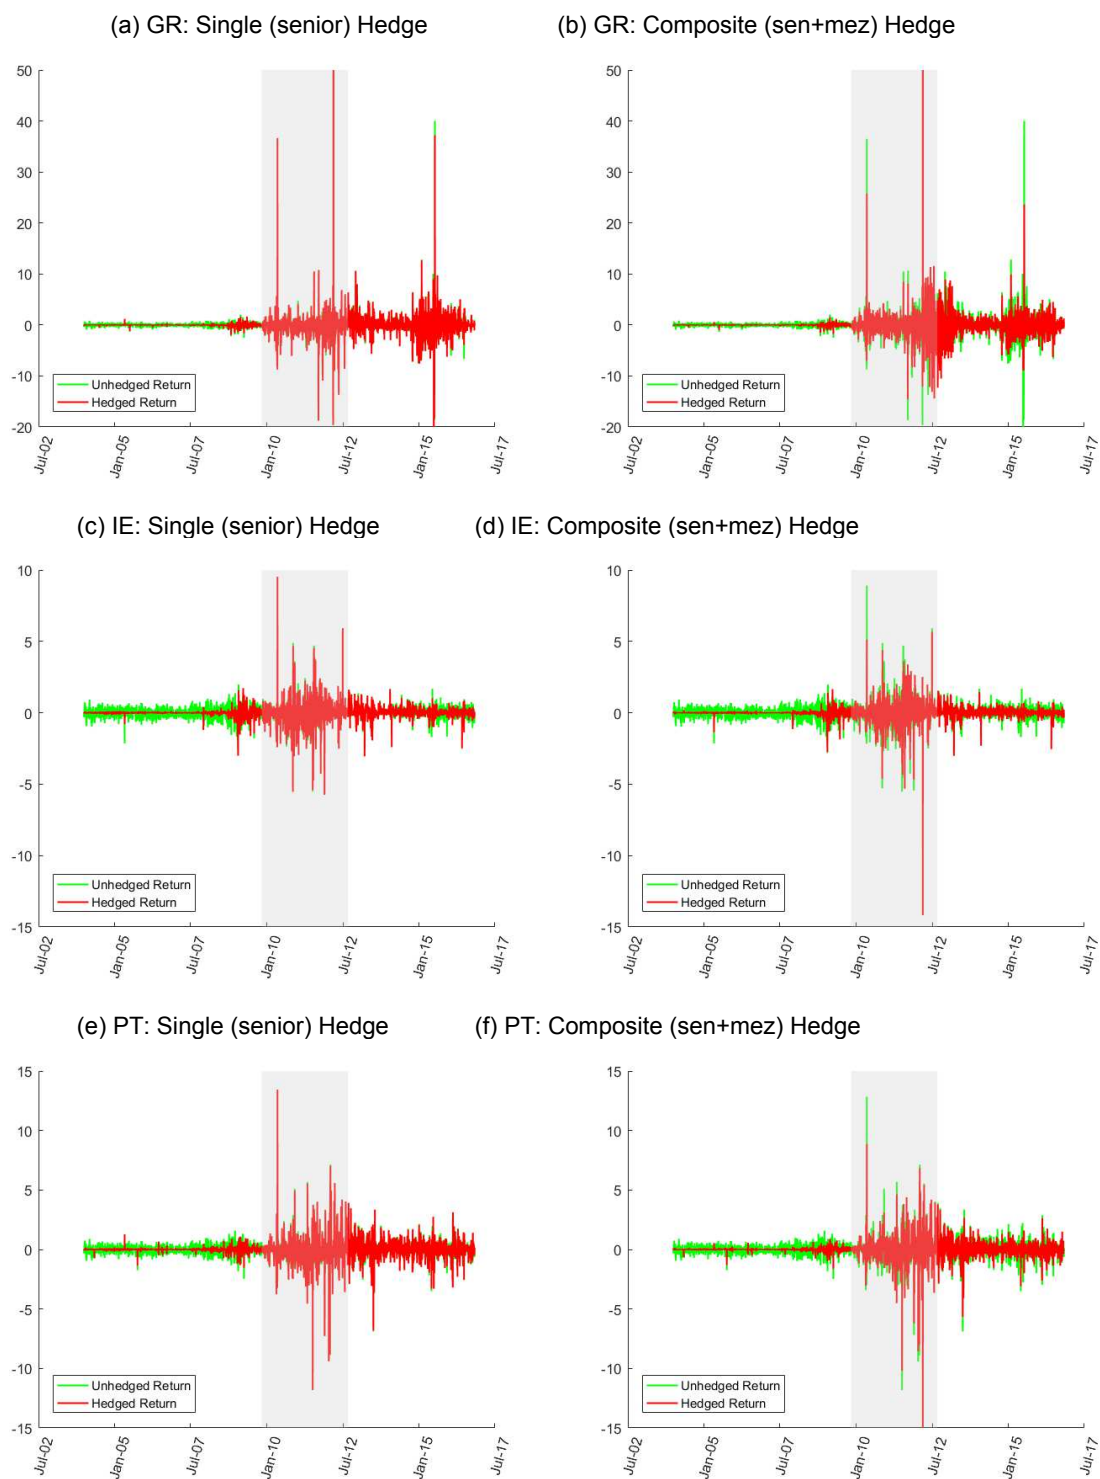 (a) GR: Single (senior) Hedge
(b) GR: Composite (sen+mez) Hedge
50
40
30
20
10
0
-10
-20
Unhedged Return
Hedged Return
Jul-02
Jan-05
Jul-07
Jan-10
Jul-12
Jan-15
Jul-17
50
40
30
20
10
0
-10
-20
Unhedged Return
Hedged Return
Jul-02
Jan-05
Jul-07
Jan-10
Jul-12
Jan-15
Jul-17
(c) IE: Single (senior) Hedge
(d) IE: Composite (sen+mez) Hedge
10
5
0
-5
-10
-15
Unhedged Return
Hedged Return
Jul-02
Jan-05
Jul-07
Jan-10
Jul-12
Jan-15
Jul-17
10
5
0
-5
-10
-15
Unhedged Return
Hedged Return
Jul-02
Jan-05
Jul-07
Jan-10
Jul-12
Jan-15
Jul-17
(e) PT: Single (senior) Hedge
(f) PT: Composite (sen+mez) Hedge
15
10
5
0
-5
-10
-15
Unhedged Return
Hedged Return
Jul-02
Jan-05
Jul-07
Jan-10
Jul-12
Jan-15
Jul-17
15
10
5
0
-5
-10
-15
Unhedged Return
Hedged Return
Jul-02
Jan-05
Jul-07
Jan-10
Jul-12
Jan-15
Jul-17